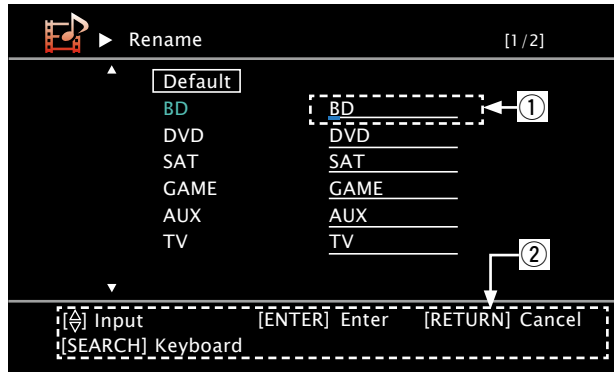 Rename [1/2]
Default
BD BD
DVD DVD
SAT SAT
GAME GAME
AUX AUX
TV TV
① 
②
[] Input [ENTER] Enter [RETURN] Cancel
[SEARCH] Keyboard